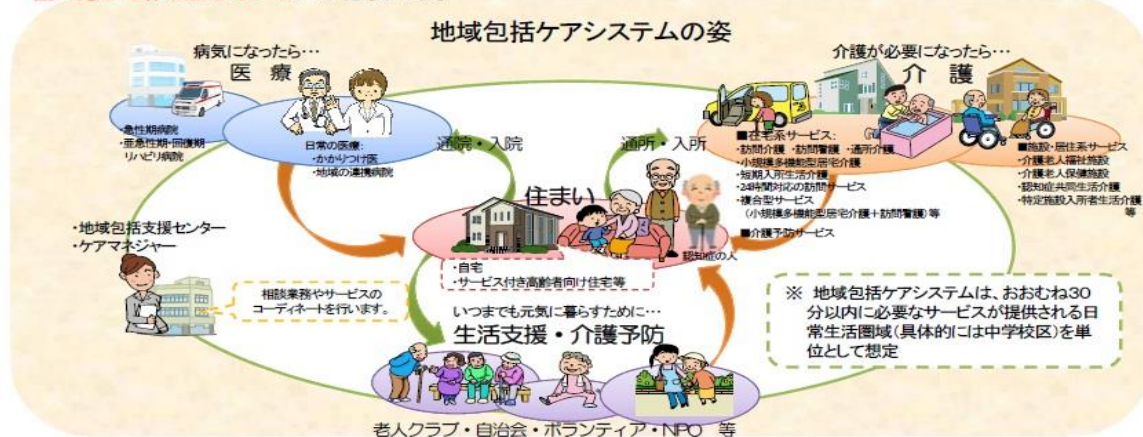 地域包括ケアシステムの姿
病気になったら…
医　療
・急性期病院
・亜急性期・回復期
リハビリ病院
日常の医療:
・かかりつけ医
・地域の連携病院
通院・入院
通所・入所
介護が必要になったら…
介　護
■在宅系サービス:
・訪問介護 ・訪問看護 ・通所介護
・小規模多機能型居宅介護
・短期入所生活介護
・24時間対応の訪問サービス
・複合型サービス
（小規模多機能型居宅介護＋訪問看護）等
■介護予防サービス
■施設・居住系サービス
・介護老人福祉施設
・介護老人保健施設
・認知症共同生活介護
・特定施設入所者生活介護
等
住まい
認知症の人
・自宅
・サービス付き高齢者向け住宅等
・地域包括支援センター
・ケアマネジャー
相談業務やサービスの
コーディネートを行います。
いつまでも元気に暮らすために…
生活支援・介護予防
老人クラブ・自治会・ボランティア・NPO　等
※　地域包括ケアシステムは、おおむね30
分以内に必要なサービスが提供される日
常生活圏域（具体的には中学校区）を単
位として想定